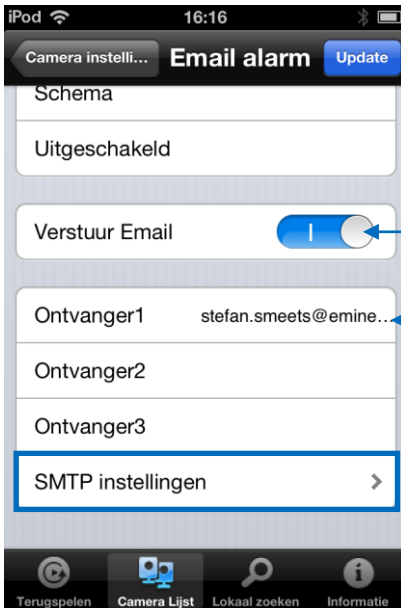 iPod 16:16
Camera instelli... Email alarm Update
Schema
Uitgeschakeld
Verstuur Email
Ontvanger1 stefan.smeets@emine...
Ontvanger2
Ontvanger3
SMTP instellingen
Terugspelen Camera Lijst Lokaal zoeken Informatie